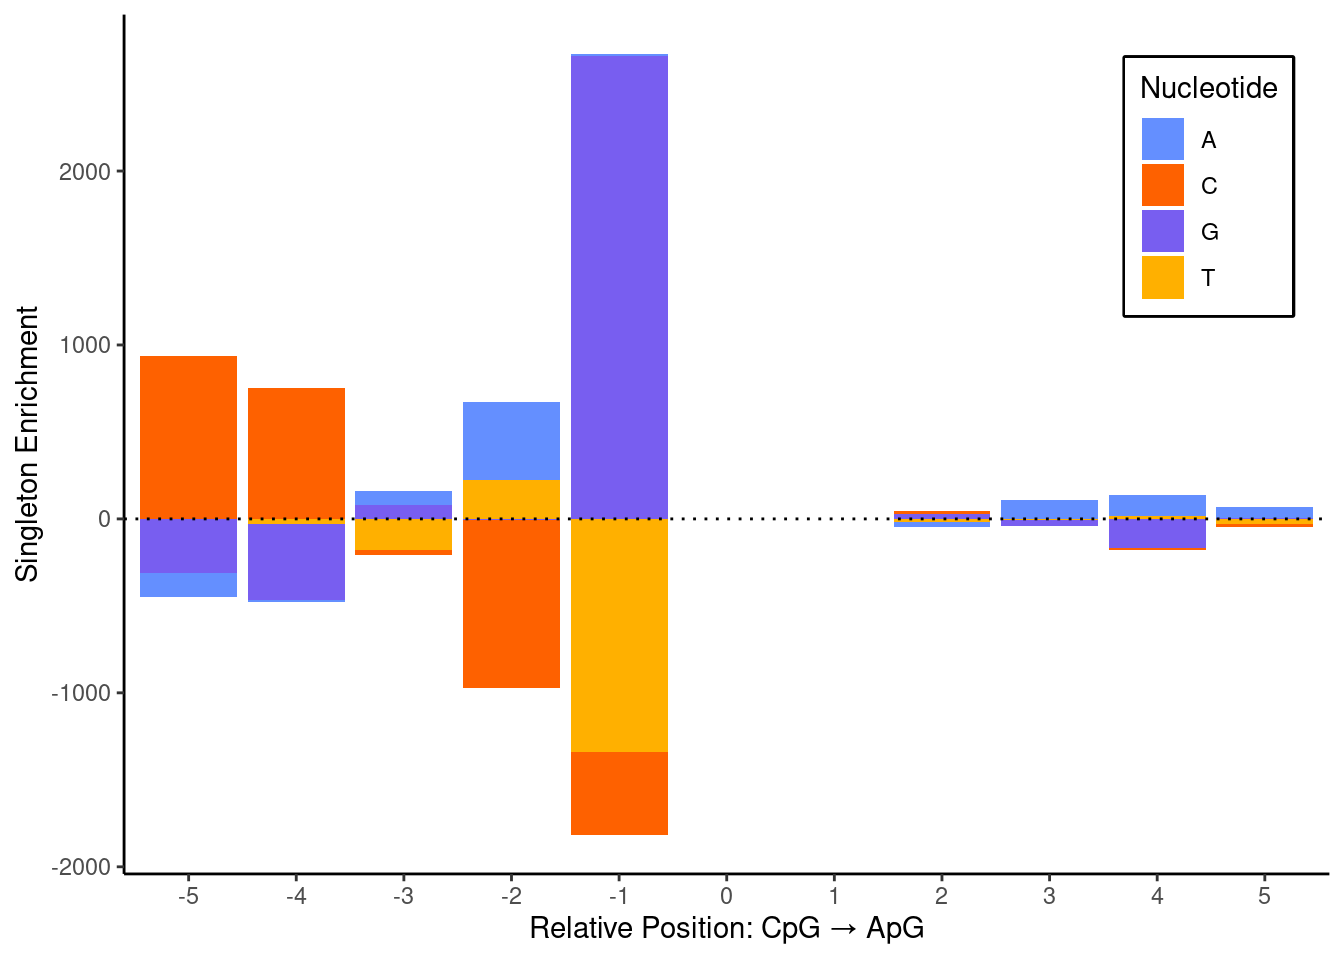 Nucleotide
A
C
G
T
Singleton Enrichment
2000
1000
0
-1000
-2000
-5 -4 -3 -2 -1 0 1 2 3 4 5
Relative Position: CpG → ApG